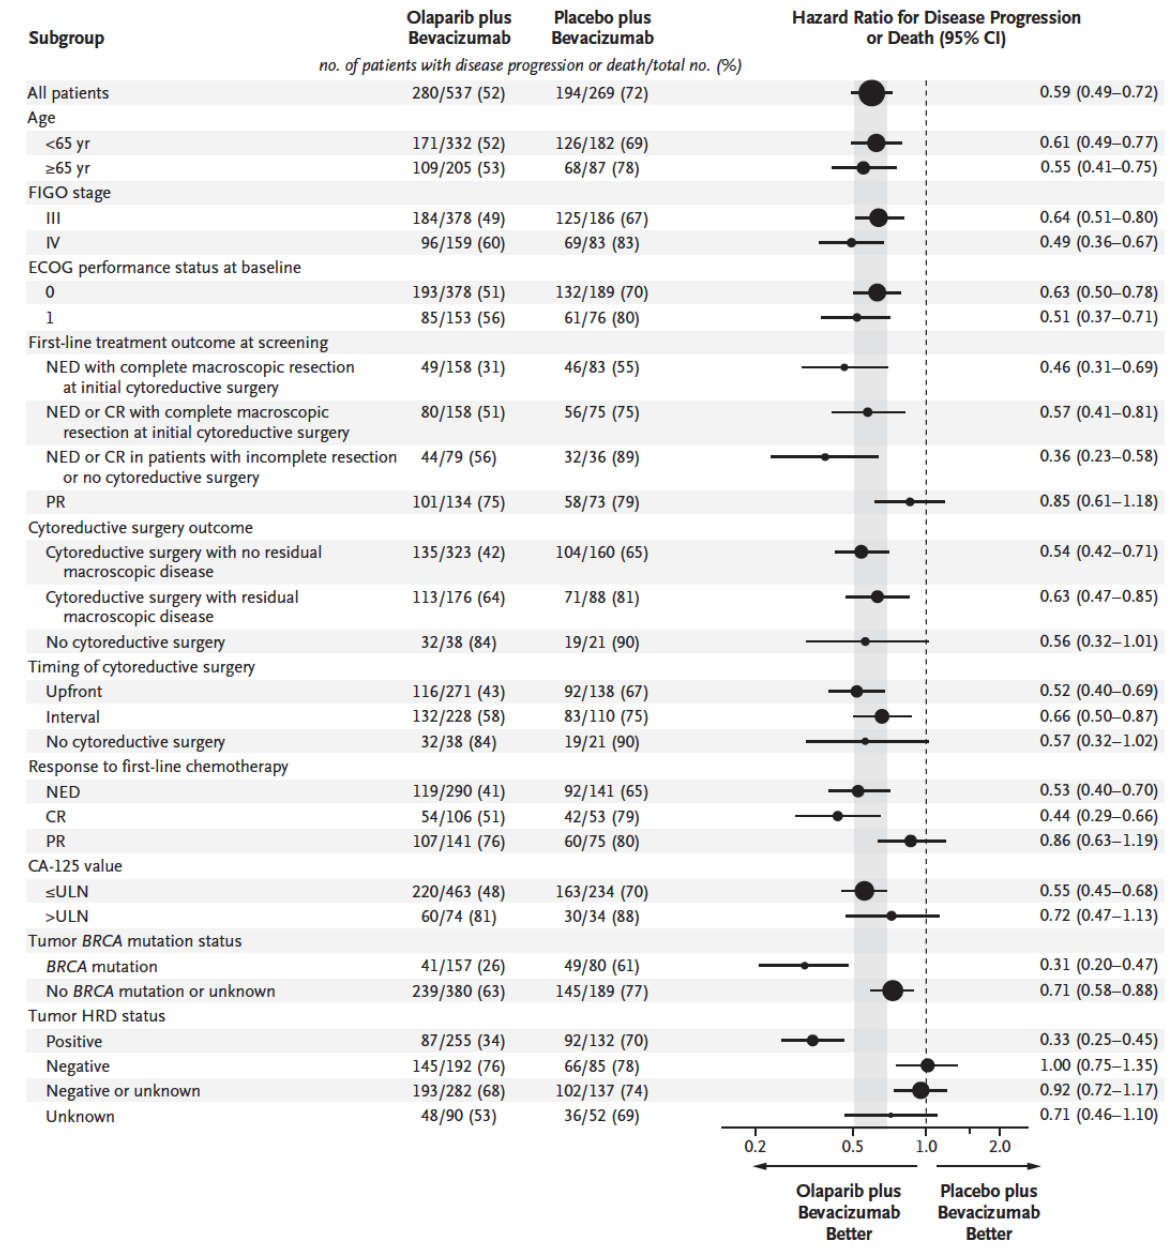 Olaparib plus Placebo plus Hazard Ratio for Disease Progression
Subgroup Bevacizumab Bevacizumab or Death (95% CI)
no. of patients with disease progression or death/total no. (%)
All patients 280/537 (52) 194/269 (72) 0.59 (0.49–0.72)
Age
<65 yr 171/332 (52) 126/182 (69) 0.61 (0.49–0.77)
≥65 yr 109/205 (53) 68/87 (78) 0.55 (0.41–0.75)
FIGO stage
III 184/378 (49) 125/186 (67) 0.64 (0.51–0.80)
IV 96/159 (60) 69/83 (83) 0.49 (0.36–0.67)
ECOG performance status at baseline
0 193/378 (51) 132/189 (70) 0.63 (0.50–0.78)
1 85/153 (56) 61/76 (80) 0.51 (0.37–0.71)
First-line treatment outcome at screening
NED with complete macroscopic resection 49/158 (31) 46/83 (55) 0.46 (0.31–0.69)
at initial cytoreductive surgery
NED or CR with complete macroscopic 80/158 (51) 56/75 (75) 0.57 (0.41–0.81)
resection at initial cytoreductive surgery
NED or CR in patients with incomplete resection 44/79 (56) 32/36 (89) 0.36 (0.23–0.58)
or no cytoreductive surgery
PR 101/134 (75) 58/73 (79) 0.85 (0.61–1.18)
Cytoreductive surgery outcome
Cytoreductive surgery with no residual 135/323 (42) 104/160 (65) 0.54 (0.42–0.71)
macroscopic disease
Cytoreductive surgery with residual 113/176 (64) 71/88 (81) 0.63 (0.47–0.85)
macroscopic disease
No cytoreductive surgery 32/38 (84) 19/21 (90) 0.56 (0.32–1.01)
Timing of cytoreductive surgery
Upfront 116/271 (43) 92/138 (67) 0.52 (0.40–0.69)
Interval 132/228 (58) 83/110 (75) 0.66 (0.50–0.87)
No cytoreductive surgery 32/38 (84) 19/21 (90) 0.57 (0.32–1.02)
Response to first-line chemotherapy
NED 119/290 (41) 92/141 (65) 0.53 (0.40–0.70)
CR 54/106 (51) 42/53 (79) 0.44 (0.29–0.66)
PR 107/141 (76) 60/75 (80) 0.86 (0.63–1.19)
CA-125 value
≤ULN 220/463 (48) 163/234 (70) 0.55 (0.45–0.68)
>ULN 60/74 (81) 30/34 (88) 0.72 (0.47–1.13)
Tumor BRCA mutation status
BRCA mutation 41/157 (26) 49/80 (61) 0.31 (0.20–0.47)
No BRCA mutation or unknown 239/380 (63) 145/189 (77) 0.71 (0.58–0.88)
Tumor HRD status
Positive 87/255 (34) 92/132 (70) 0.33 (0.25–0.45)
Negative 145/192 (76) 66/85 (78) 1.00 (0.75–1.35)
Negative or unknown 193/282 (68) 102/137 (74) 0.92 (0.72–1.17)
Unknown 48/90 (53) 36/52 (69) 0.71 (0.46–1.10)
0.2 0.5 1.0 2.0
Olaparib plus Placebo plus
Bevacizumab Bevacizumab
Better Better